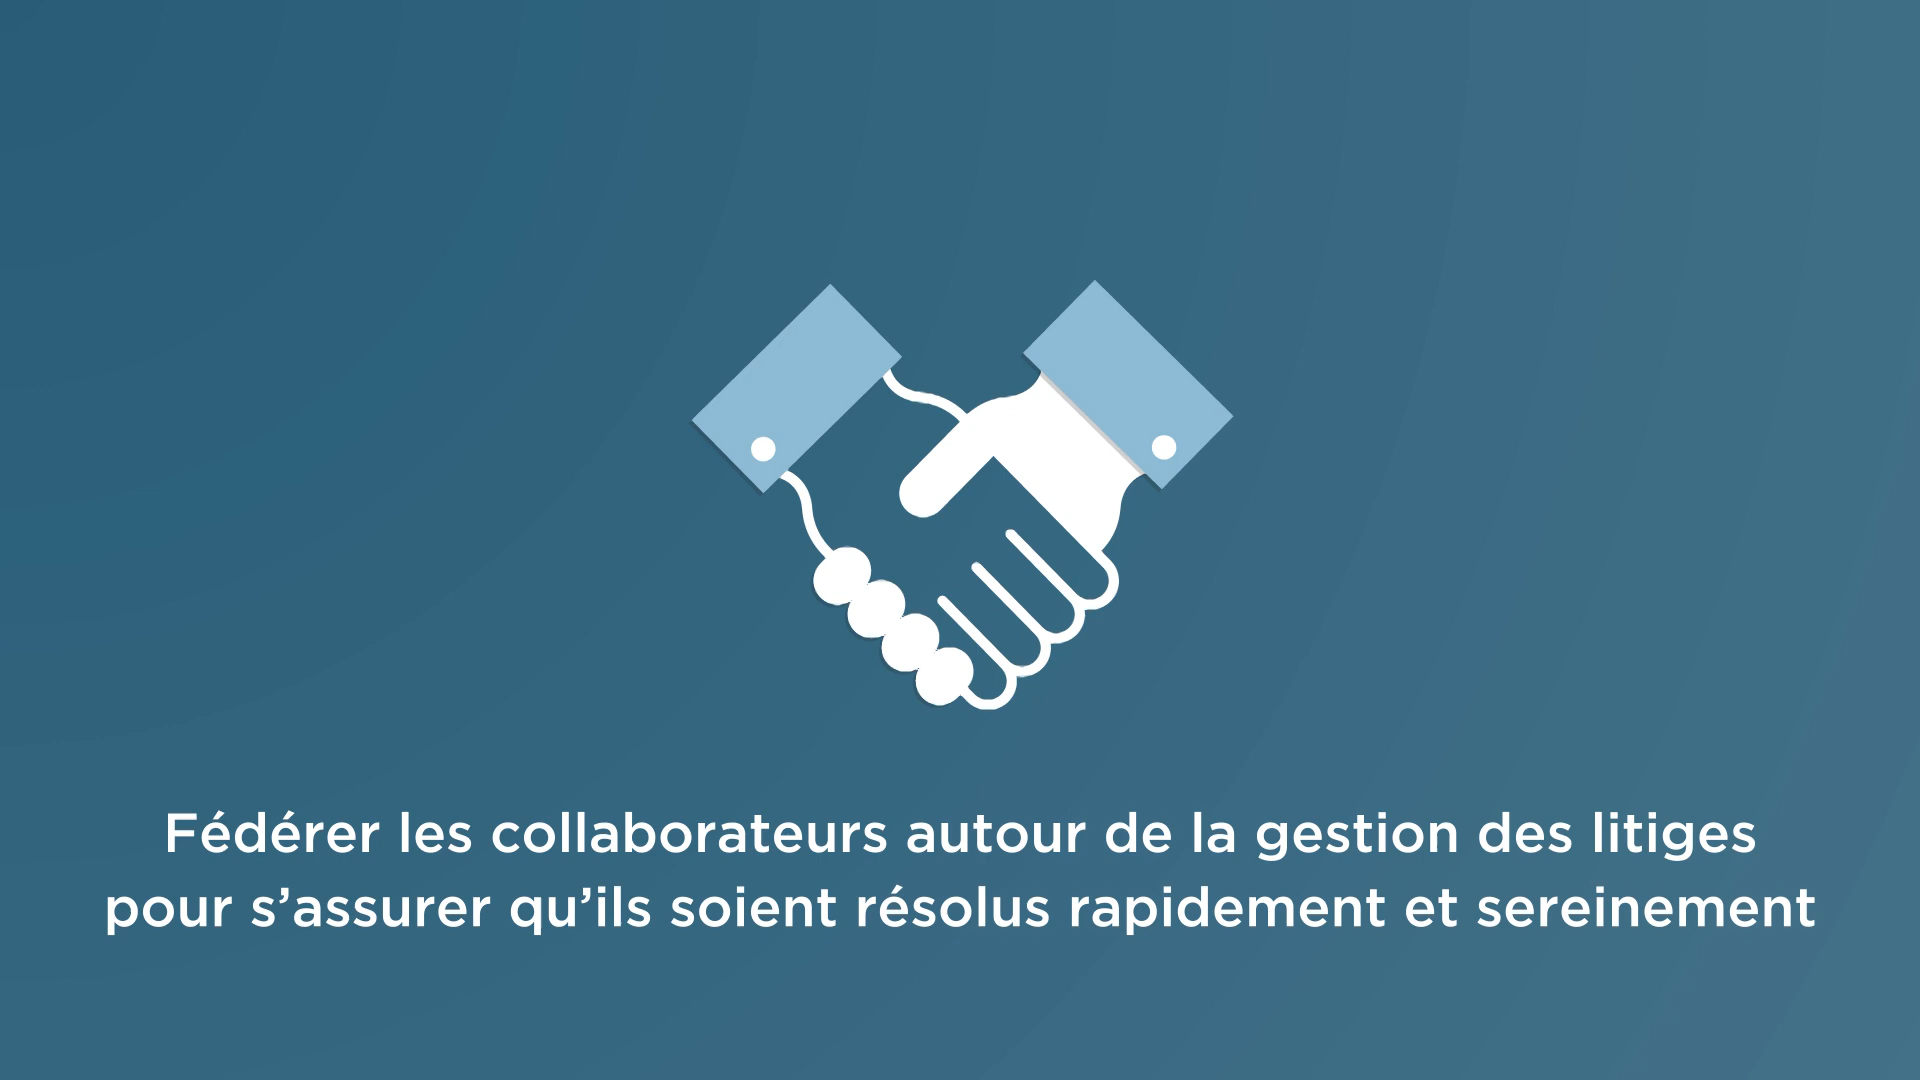 Fédérer les collaborateurs autour de la gestion des litiges
pour s’assurer qu’ils soient résolus rapidement et sereinement